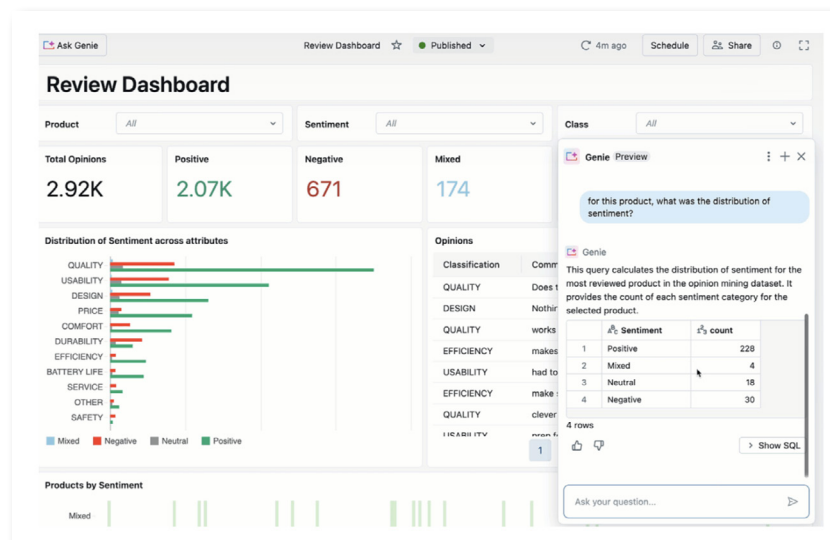 Ask Genie
Review Dashboard
Published
4m ago
Schedule
Share
Review Dashboard
Product
All
Sentiment
All
Class
All
Total Opinions
2.92K
Positive
2.07K
Negative
671
Mixed
174
Distribution of Sentiment across attributes
QUALITY
USABILITY
DESIGN
PRICE
COMFORT
DURABILITY
EFFICIENCY
BATTERY LIFE
SERVICE
OTHER
SAFETY
Mixed Negative Neutral Positive
Opinions
Classification Comm
QUALITY Does t
DESIGN Nothir
QUALITY works
EFFICIENCY makes
USABILITY had to
EFFICIENCY make
QUALITY clever
USABILITY
1
Products by Sentiment
Mixed
Genie Preview
for this product, what was the distribution of
sentiment?
Genie
This query calculates the distribution of sentiment for the
most reviewed product in the opinion mining dataset. It
provides the count of each sentiment category for the
selected product.
Sentiment count
1 Positive 228
2 Mixed 4
3 Neutral 18
4 Negative 30
4 rows
Show SQL
Ask your question...